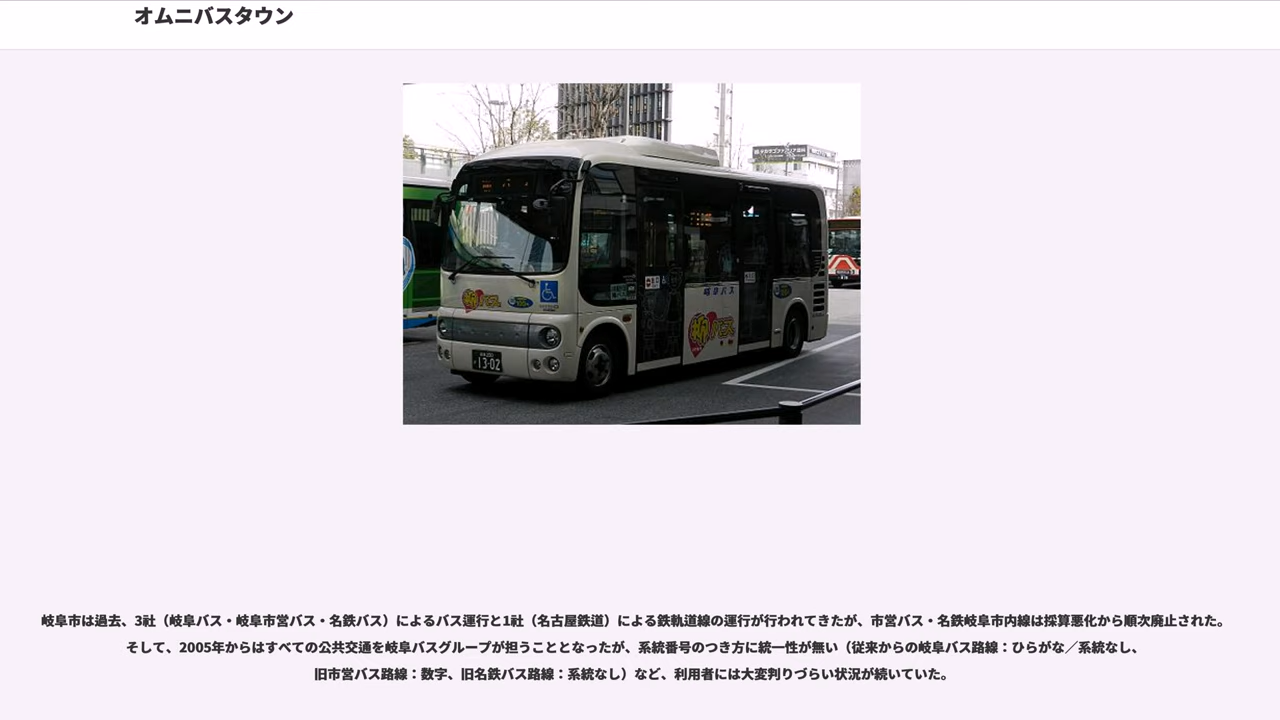 オムニバスタウン
岐阜バス
13-02
岐阜市は過去、3社（岐阜バス・岐阜市営バス・名鉄バス）によるバス運行と1社（名古屋鉄道）による鉄軌道線の運行が行われてきたが、市営バス・名鉄岐阜市内線は採算悪化から順次廃止された。
そして、2005年からはすべての公共交通を岐阜バスグループが担うこととなったが、系統番号のつき方に統一性が無い（従来からの岐阜バス路線：ひらがな／系統なし、
旧市営バス路線：数字、旧名鉄バス路線：系統なし）など、利用者には大変判りづらい状況が続いていた。